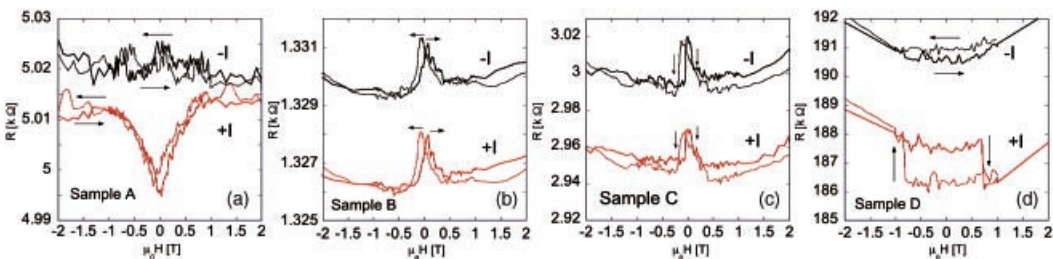 5.03
5.02
5.01
5
4.99
R [k Ω]
-I
+I
Sample A
(a)
-2 -1.5 -1 -0.5 0 0.5 1 1.5 2
μ₀H [T]
1.331
1.329
1.327
1.325
R [k Ω]
-I
+I
Sample B
(b)
-2 -1.5 -1 -0.5 0 0.5 1 1.5 2
μ₀H [T]
3.04
3
2.96
2.94
2.92
R [k Ω]
-I
+I
Sample C
(c)
-2 -1.5 -1 -0.5 0 0.5 1 1.5 2
μ₀H [T]
192
191
190
188
187
186
185
R [k Ω]
-I
+I
Sample D
(d)
-2 -1.5 -1 -0.5 0 0.5 1 1.5 2
μ₀H [T]